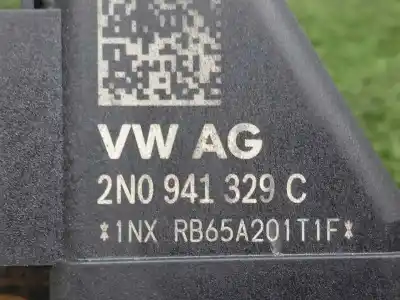 VW AG
2N0 941 329 C
*1NX RB65A201T1F*